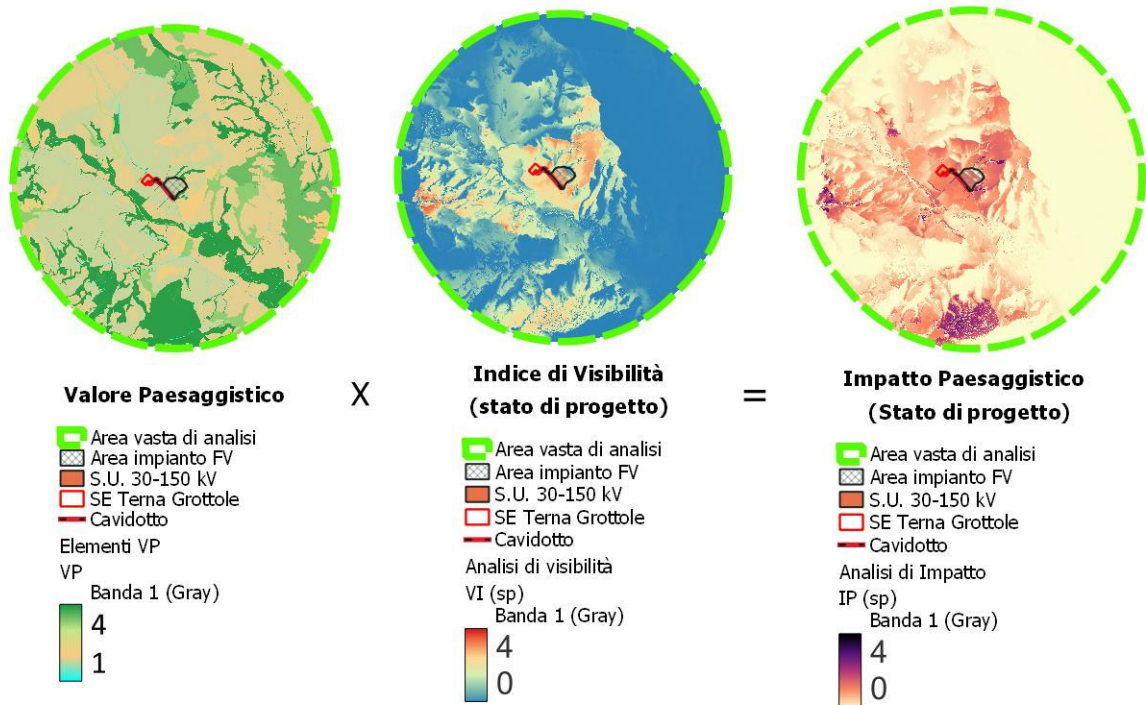 Valore Paesaggistico
Area vasta di analisi
Area impianto FV
S.U. 30-150 kV
SE Terna Grottole
Cavidotto
Elementi VP
VP
Banda 1 (Gray)
4
1
X
Indice di Visibilità
(stato di progetto)
Area vasta di analisi
Area impianto FV
S.U. 30-150 kV
SE Terna Grottole
Cavidotto
Analisi di visibilità
VI (sp)
Banda 1 (Gray)
4
0
=
Impatto Paesaggistico
(Stato di progetto)
Area vasta di analisi
Area impianto FV
S.U. 30-150 kV
SE Terna Grottole
Cavidotto
Analisi di Impatto
IP (sp)
Banda 1 (Gray)
4
0